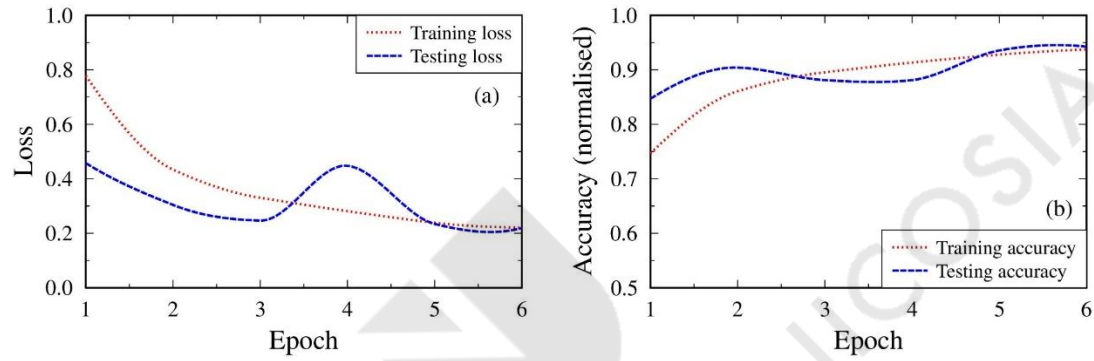 1.0
0.8
0.6
0.4
0.2
0.0
Loss
Training loss
Testing loss
(a)
1 2 3 4 5 6
Epoch
1.0
0.9
0.8
0.7
0.6
0.5
Accuracy (normalised)
(b)
Training accuracy
Testing accuracy
1 2 3 4 5 6
Epoch